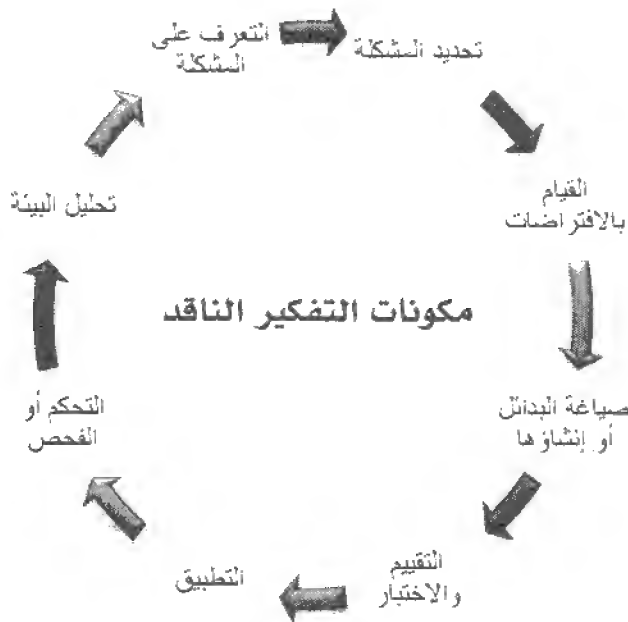 التعرف على
المشكلة
تحديد المشكلة
القيام
بالافتراضات
صياغة البدائل
أو إنشاؤها
التقييم
والاختبار
التطبيق
التحكم أو
الفحص
تحليل البيئة
مكونات التفكير الناقد